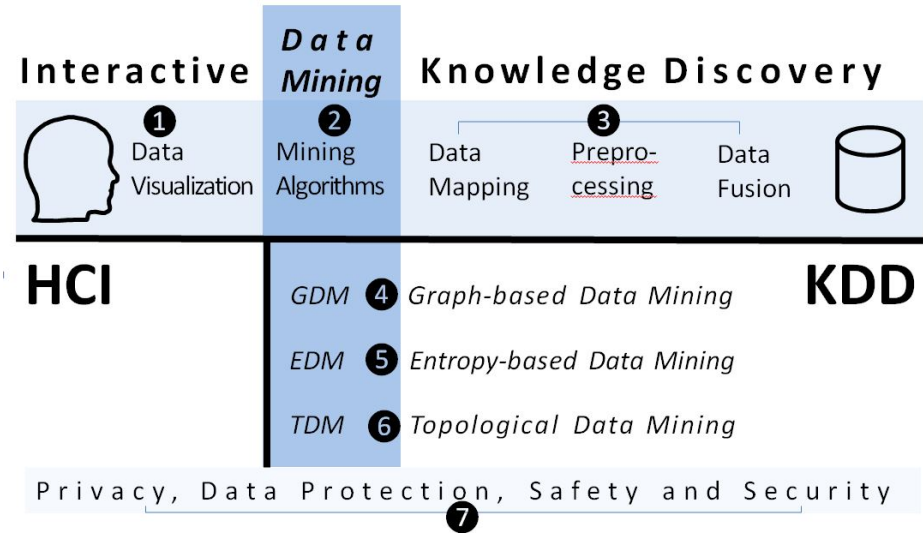 Data
Interactive Mining Knowledge Discovery
1 2 3
Data Mining Data Prepro- Data
Visualization Algorithms Mapping cessing Fusion
HCI KDD
GDM 4 Graph-based Data Mining
EDM 5 Entropy-based Data Mining
TDM 6 Topological Data Mining
Privacy, Data Protection, Safety and Security
7